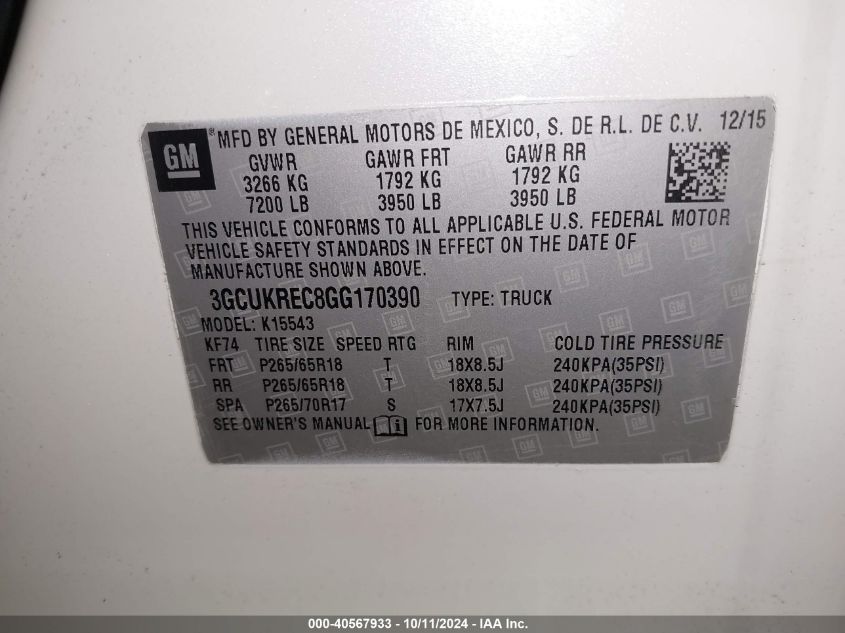 GM ® MFD BY GENERAL MOTORS DE MEXICO, S. DE R.L. DE C.V. 12/15
GVWR GAWR FRT GAWR RR
3266 KG 1792 KG 1792 KG
7200 LB 3950 LB 3950 LB
THIS VEHICLE CONFORMS TO ALL APPLICABLE U.S. FEDERAL MOTOR
VEHICLE SAFETY STANDARDS IN EFFECT ON THE DATE OF
MANUFACTURE SHOWN ABOVE.
3GCUKREC8GG170390 TYPE: TRUCK
MODEL: K15543
KF74 TIRE SIZE SPEED RTG RIM COLD TIRE PRESSURE
FRT P265/65R18 T 18X8.5J 240KPA(35PSI)
RR P265/65R18 T 18X8.5J 240KPA(35PSI)
SPA P265/70R17 S 17X7.5J 240KPA(35PSI)
SEE OWNER'S MANUAL i FOR MORE INFORMATION.
000-40567933 - 10/11/2024 - IAA Inc.